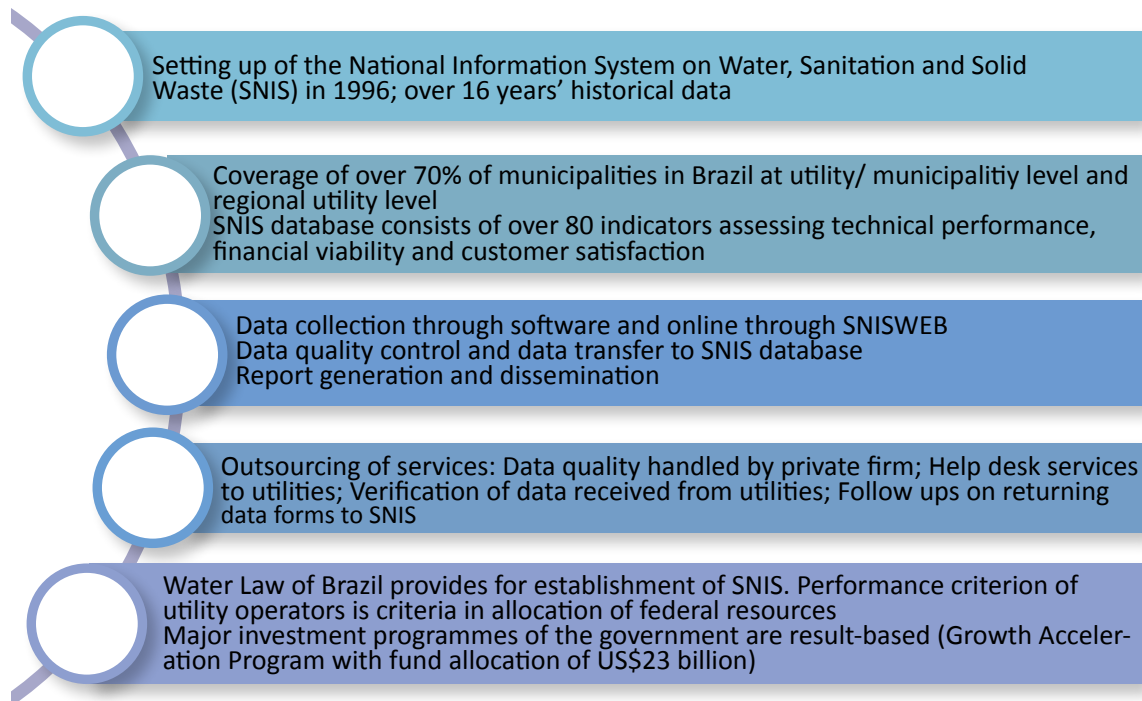 Setting up of the National Information System on Water, Sanitation and Solid
Waste (SNIS) in 1996; over 16 years’ historical data
Coverage of over 70% of municipalities in Brazil at utility/ municipalitiy level and
regional utility level
SNIS database consists of over 80 indicators assessing technical performance,
financial viability and customer satisfaction
Data collection through software and online through SNISWEB
Data quality control and data transfer to SNIS database
Report generation and dissemination
Outsourcing of services: Data quality handled by private firm; Help desk services
to utilities; Verification of data received from utilities; Follow ups on returning
data forms to SNIS
Water Law of Brazil provides for establishment of SNIS. Performance criterion of
utility operators is criteria in allocation of federal resources
Major investment programmes of the government are result-based (Growth Acceler-
ation Program with fund allocation of US$23 billion)